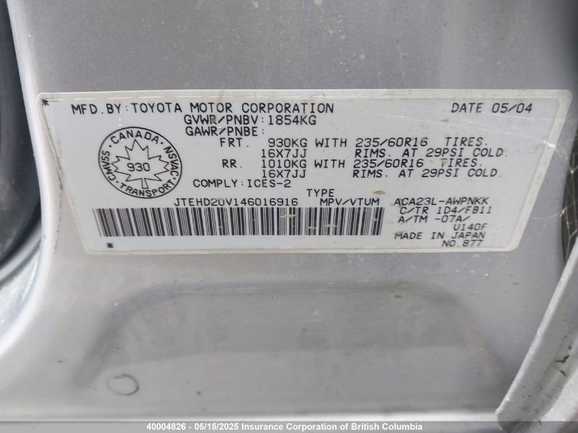 MFD.BY:TOYOTA MOTOR CORPORATION DATE 05/04
GVWR/PNBV:1854KG
GAWR/PNBE:
FRT. 930KG WITH 235/60R16 TIRES.
16X7JJ RIMS. AT 29PSI COLD.
RR. 1010KG WITH 235/60R16 TIRES.
16X7JJ RIMS. AT 29PSI COLD.
COMPLY:ICES-2
CANADA
CMVSS
NSVAC
930
TRANSPORT
TYPE
JTEHD20V146016916 MPV/VTUM ACA23L-AWPNKK
C/TR 1D4/FB11
A/TM -07A/
U140F
MADE IN JAPAN
NO.877
40004826 - 05/15/2025 Insurance Corporation of British Columbia